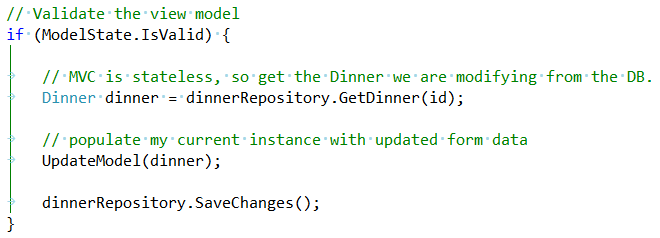 // Validate the view model
if (ModelState.IsValid) {
// MVC is stateless, so get the Dinner we are modifying from the DB.
Dinner dinner = dinnerRepository.GetDinner(id);
// populate my current instance with updated form data
UpdateModel(dinner);
dinnerRepository.SaveChanges();
}